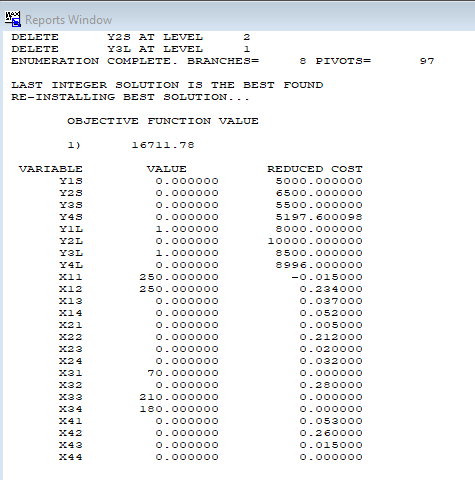 Reports Window
DELETE Y2S AT LEVEL 2
DELETE Y3L AT LEVEL 1
ENUMERATION COMPLETE. BRANCHES= 8 PIVOTS= 97
LAST INTEGER SOLUTION IS THE BEST FOUND
RE-INSTALLING BEST SOLUTION...
OBJECTIVE FUNCTION VALUE
1) 16711.78
VARIABLE VALUE REDUCED COST
Y1S 0.000000 5000.000000
Y2S 0.000000 6500.000000
Y3S 0.000000 5500.000000
Y4S 0.000000 5197.600098
Y1L 1.000000 8000.000000
Y2L 0.000000 10000.000000
Y3L 1.000000 8500.000000
Y4L 0.000000 8996.000000
X11 250.000000 -0.015000
X12 250.000000 0.234000
X13 0.000000 0.037000
X14 0.000000 0.052000
X21 0.000000 0.005000
X22 0.000000 0.212000
X23 0.000000 0.020000
X24 0.000000 0.032000
X31 70.000000 0.000000
X32 0.000000 0.280000
X33 210.000000 0.000000
X34 180.000000 0.000000
X41 0.000000 0.053000
X42 0.000000 0.260000
X43 0.000000 0.015000
X44 0.000000 0.000000